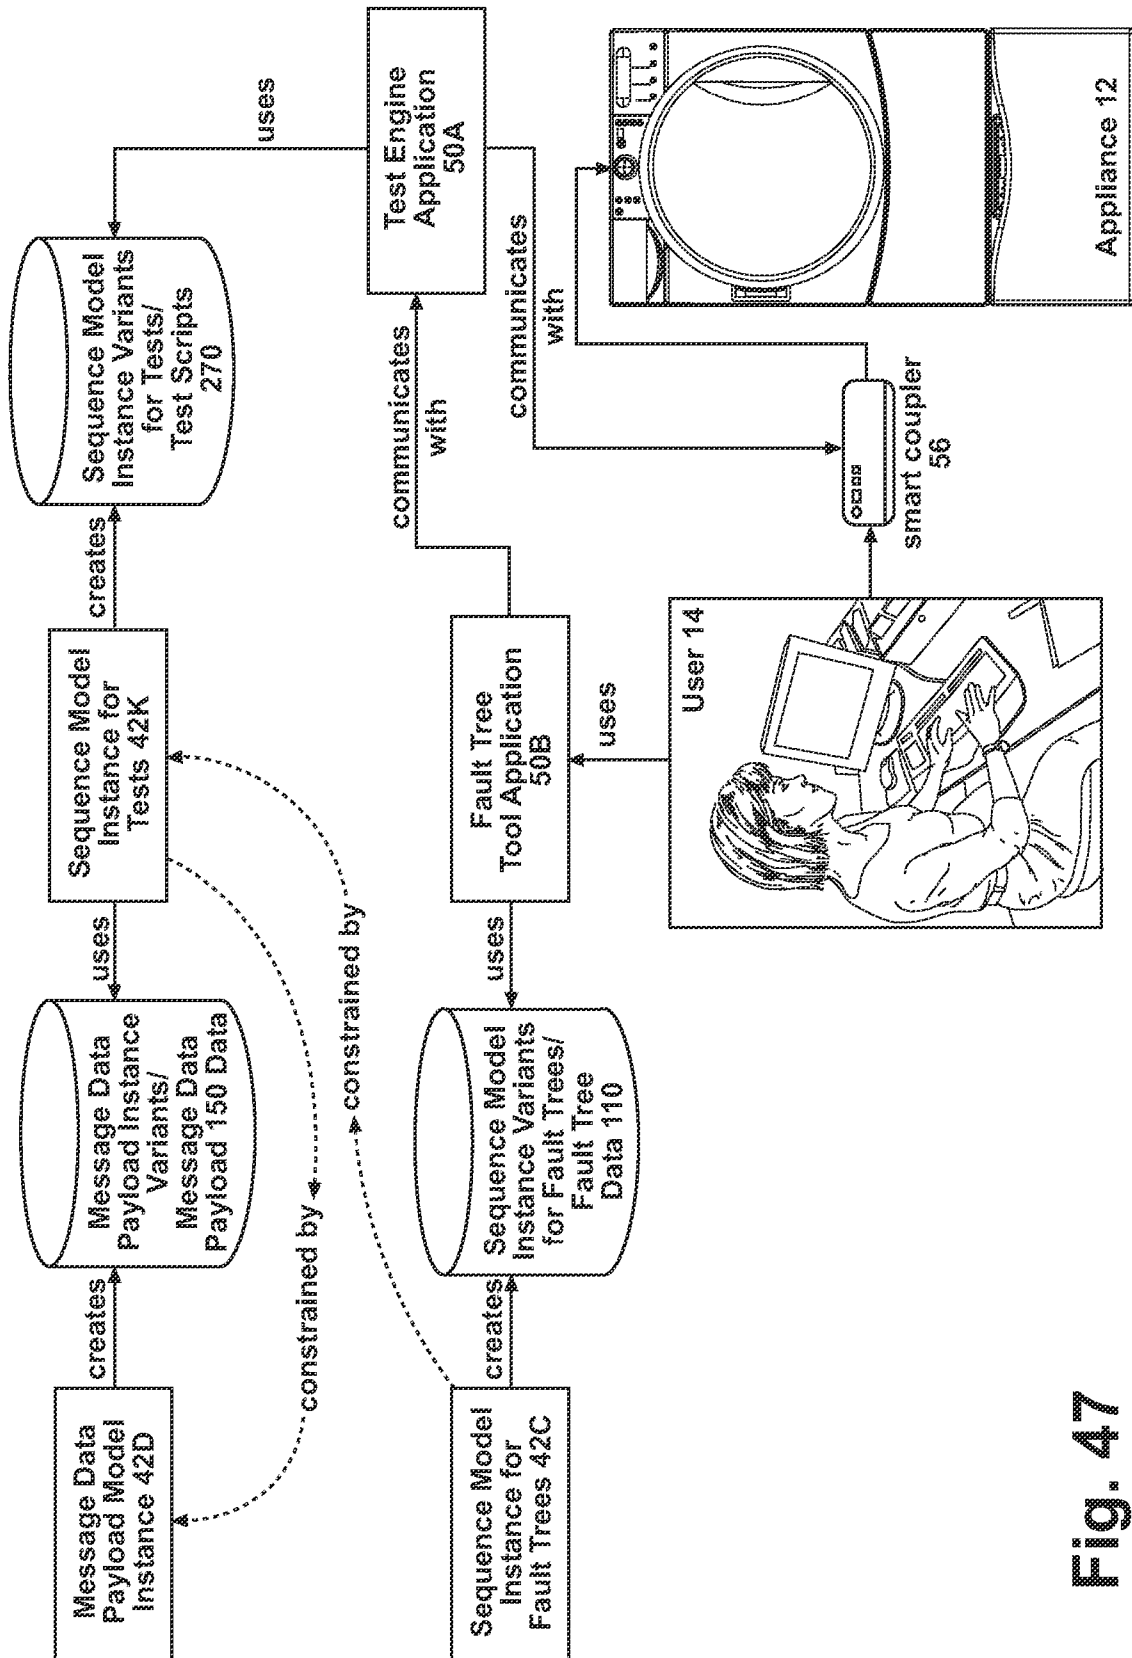 Message Data
Payload Model
Instance 42D
creates
Message Data
Payload Instance
Variants/
Message Data
Payload 150 Data
uses
Sequence Model
Instance for
Tests 42K
creates
Sequence Model
Instance Variants
for Tests/
Test Scripts
270
uses
constrained by
constrained by
Sequence Model
Instance for
Fault Trees 42C
creates
Sequence Model
Instance Variants
for Fault Trees/
Fault Tree
Data 110
uses
Fault Tree
Tool Application
50B
communicates
with
Test Engine
Application
50A
uses
communicates
with
User 14
smart coupler
56
Appliance 12
Fig. 47